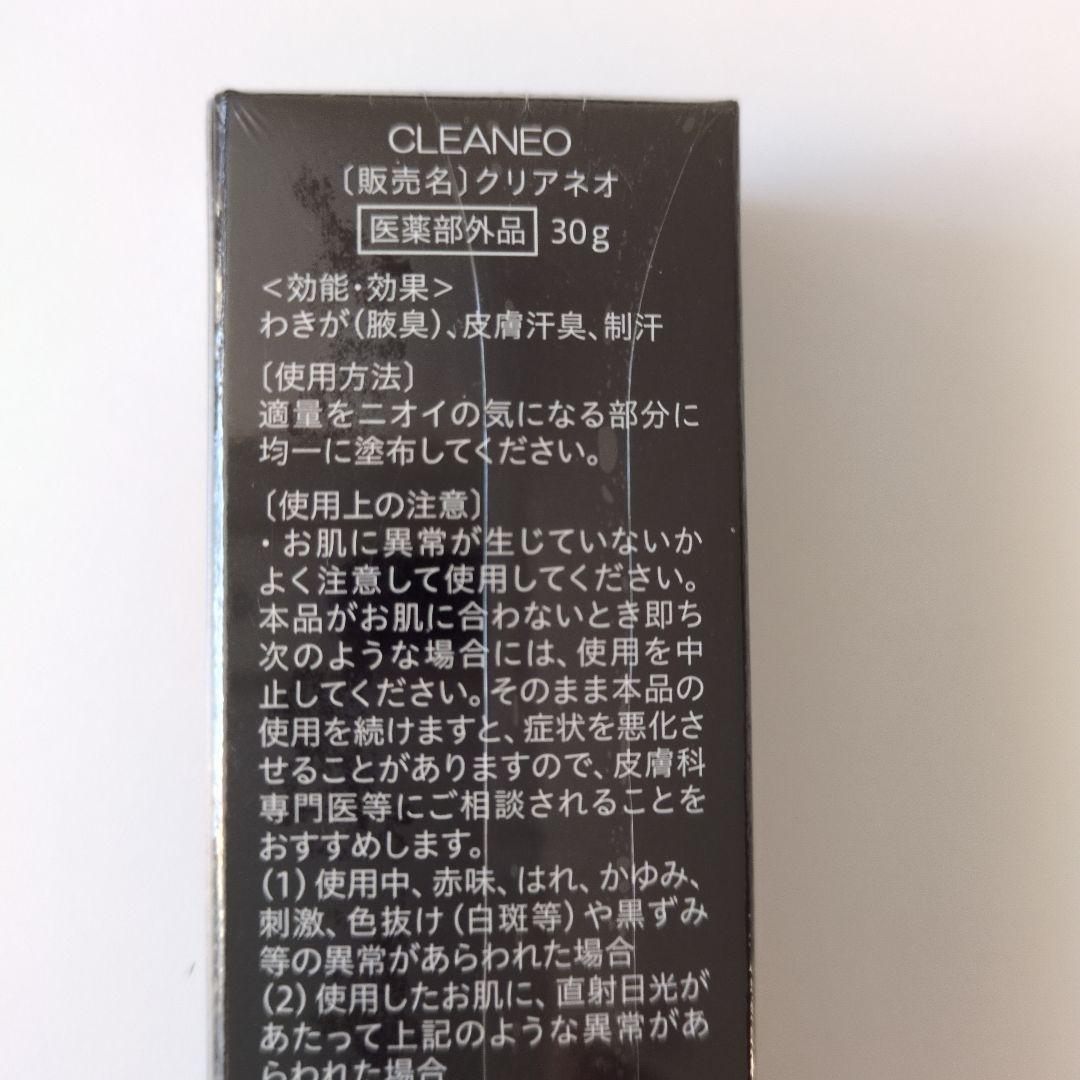 CLEANEO
〔販売名〕クリアネオ
医薬部外品 30g
＜効能・効果＞
わきが（腋臭）、皮膚汗臭、制汗
〔使用方法〕
適量をニオイの気になる部分に
均一に塗布してください。
〔使用上の注意〕
・お肌に異常が生じていないか
よく注意して使用してください。
本品がお肌に合わないとき即ち
次のような場合には、使用を中
止してください。そのまま本品の
使用を続けますと、症状を悪化さ
せることがありますので、皮膚科
専門医等にご相談されることを
おすすめします。
(1) 使用中、赤味、はれ、かゆみ、
刺激、色抜け（白斑等）や黒ずみ
等の異常があらわれた場合
(2) 使用したお肌に、直射日光が
あたって上記のような異常があ
らわれた場合